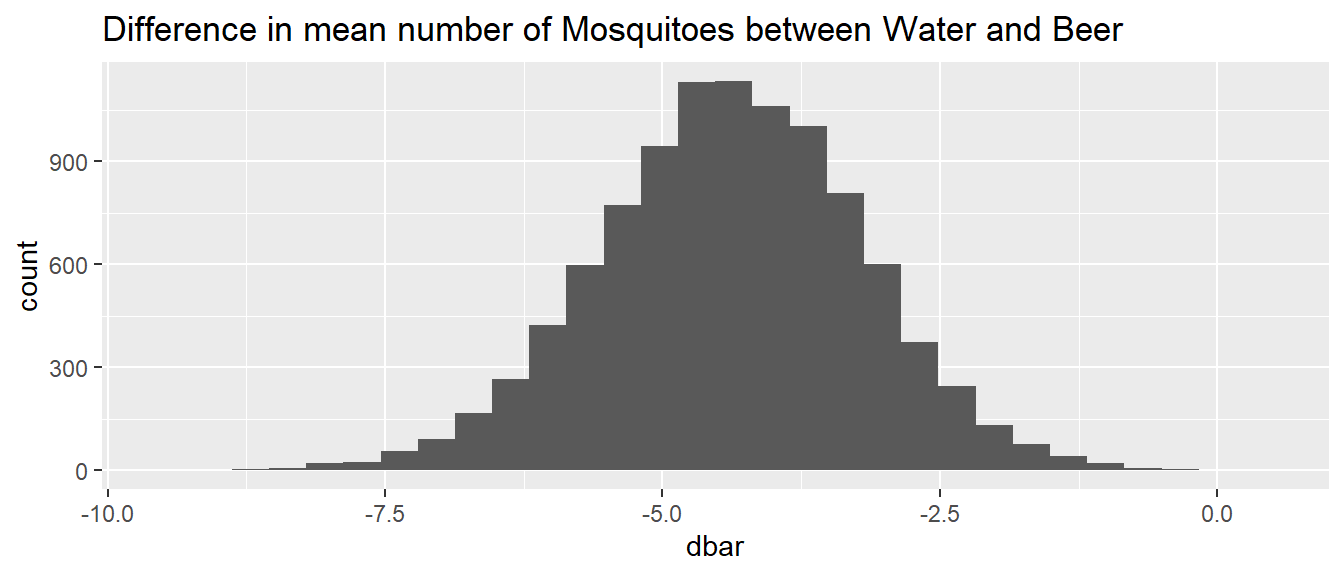 Difference in mean number of Mosquitoes between Water and Beer
900
600
300
0
count
-10.0 -7.5 -5.0 -2.5 0.0
dbar